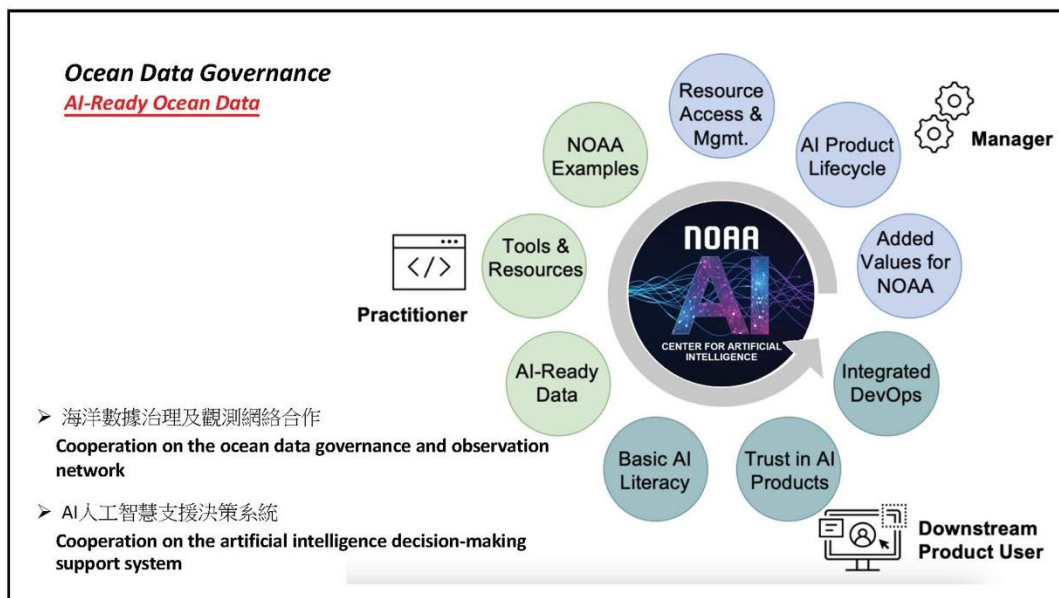 Ocean Data Governance
AI-Ready Ocean Data
Resource
Access &
Mgmt.
NOAA
Examples
AI Product
Lifecycle
Manager
Tools &
Resources
</>
Practitioner
NOAA
AI
CENTER FOR ARTIFICIAL
INTELLIGENCE
Added
Values for
NOAA
AI-Ready
Data
Integrated
DevOps
Basic AI
Literacy
Trust in AI
Products
Downstream
Product User
➢ 海洋數據治理及觀測網絡合作
Cooperation on the ocean data governance and observation
network
➢ AI人工智慧支援決策系統
Cooperation on the artificial intelligence decision-making
support system